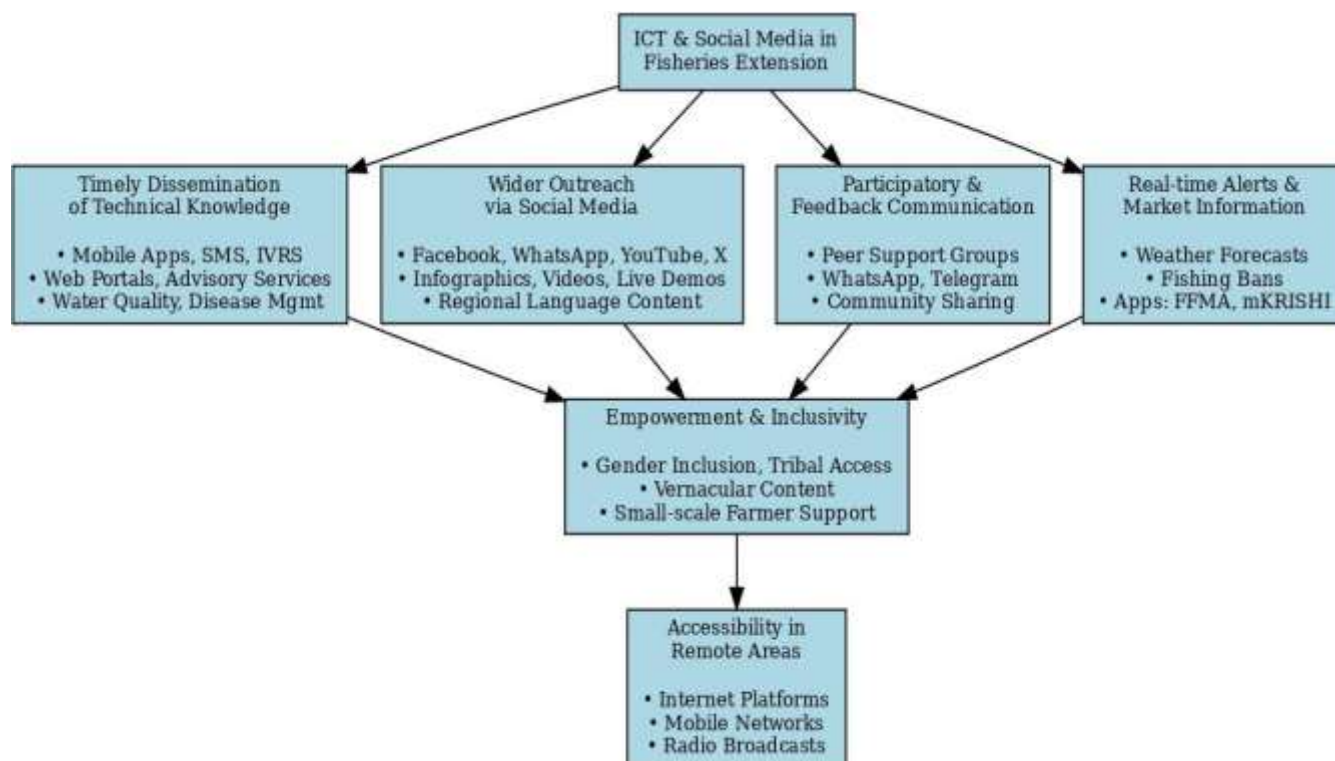 ICT & Social Media in
Fisheries Extension
Timely Dissemination
of Technical Knowledge
• Mobile Apps, SMS, IVRS
• Web Portals, Advisory Services
• Water Quality, Disease Mgmt
Wider Outreach
via Social Media
• Facebook, WhatsApp, YouTube, X
• Infographics, Videos, Live Demos
• Regional Language Content
Participatory &
Feedback Communication
• Peer Support Groups
• WhatsApp, Telegram
• Community Sharing
Real-time Alerts &
Market Information
• Weather Forecasts
• Fishing Bans
• Apps: FFMA, mKRISHI
Empowerment & Inclusivity
• Gender Inclusion, Tribal Access
• Vernacular Content
• Small-scale Farmer Support
Accessibility in
Remote Areas
• Internet Platforms
• Mobile Networks
• Radio Broadcasts